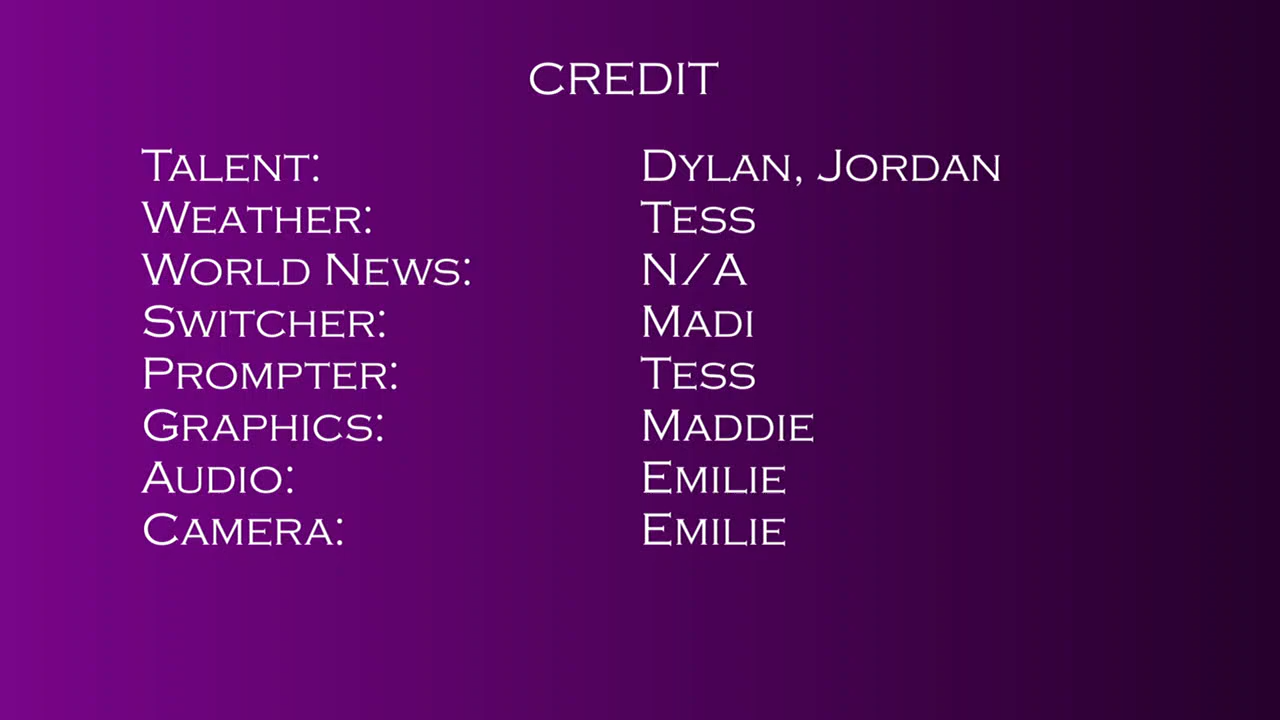 CREDIT
Talent: Dylan, Jordan
Weather: Tess
World News: N/A
Switcher: Madi
Prompter: Tess
Graphics: Maddie
Audio: Emilie
Camera: Emilie